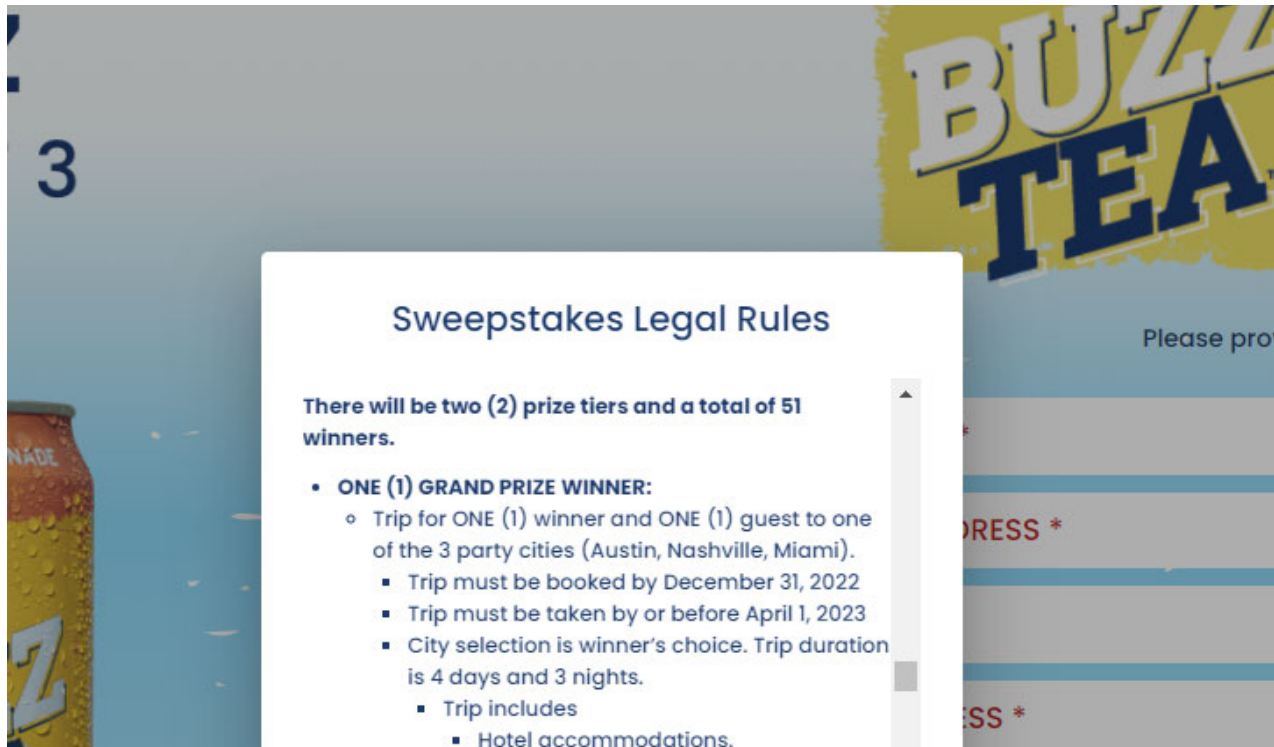 3
BUZZ
TEA
Sweepstakes Legal Rules
Please
There will be two (2) prize tiers and a total of 51
winners.
• ONE (1) GRAND PRIZE WINNER:
Trip for ONE (1) winner and ONE (1) guest to one
of the 3 party cities (Austin, Nashville, Miami).
Trip must be booked by December 31, 2022
Trip must be taken by or before April 1, 2023
City selection is winner's choice. Trip duration
is 4 days and 3 nights.
Trip includes
Hotel accommodations.